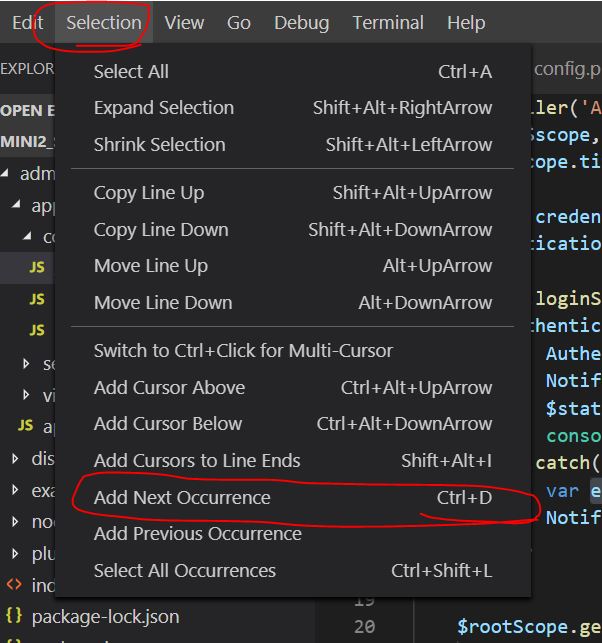 Edit Selection View Go Debug Terminal Help
EXPLOR
config.p
Select All Ctrl+A
OPEN E
Expand Selection Shift+Alt+RightArrow
ller('A
MINI2_S
Shrink Selection Shift+Alt+LeftArrow
$scope,
adm
ope.ti
app
Copy Line Up Shift+Alt+UpArrow
creden
co
Copy Line Down Shift+Alt+DownArrow
tication
JS
Move Line Up Alt+UpArrow
JS
Move Line Down Alt+DownArrow
loginS
JS
thentic
se
Switch to Ctrl+Click for Multi-Cursor
Authe
vi
Add Cursor Above Ctrl+Alt+UpArrow
Notif
JS ap
Add Cursor Below Ctrl+Alt+DownArrow
$stat
conso
dis
Add Cursors to Line Ends Shift+Alt+I
catch(
exa
Add Next Occurrence Ctrl+D
var e
noc
Add Previous Occurrence
Notif
plu
Select All Occurrences Ctrl+Shift+L
<> ind
19
{} package-lock.json
20 $rootScope.ge